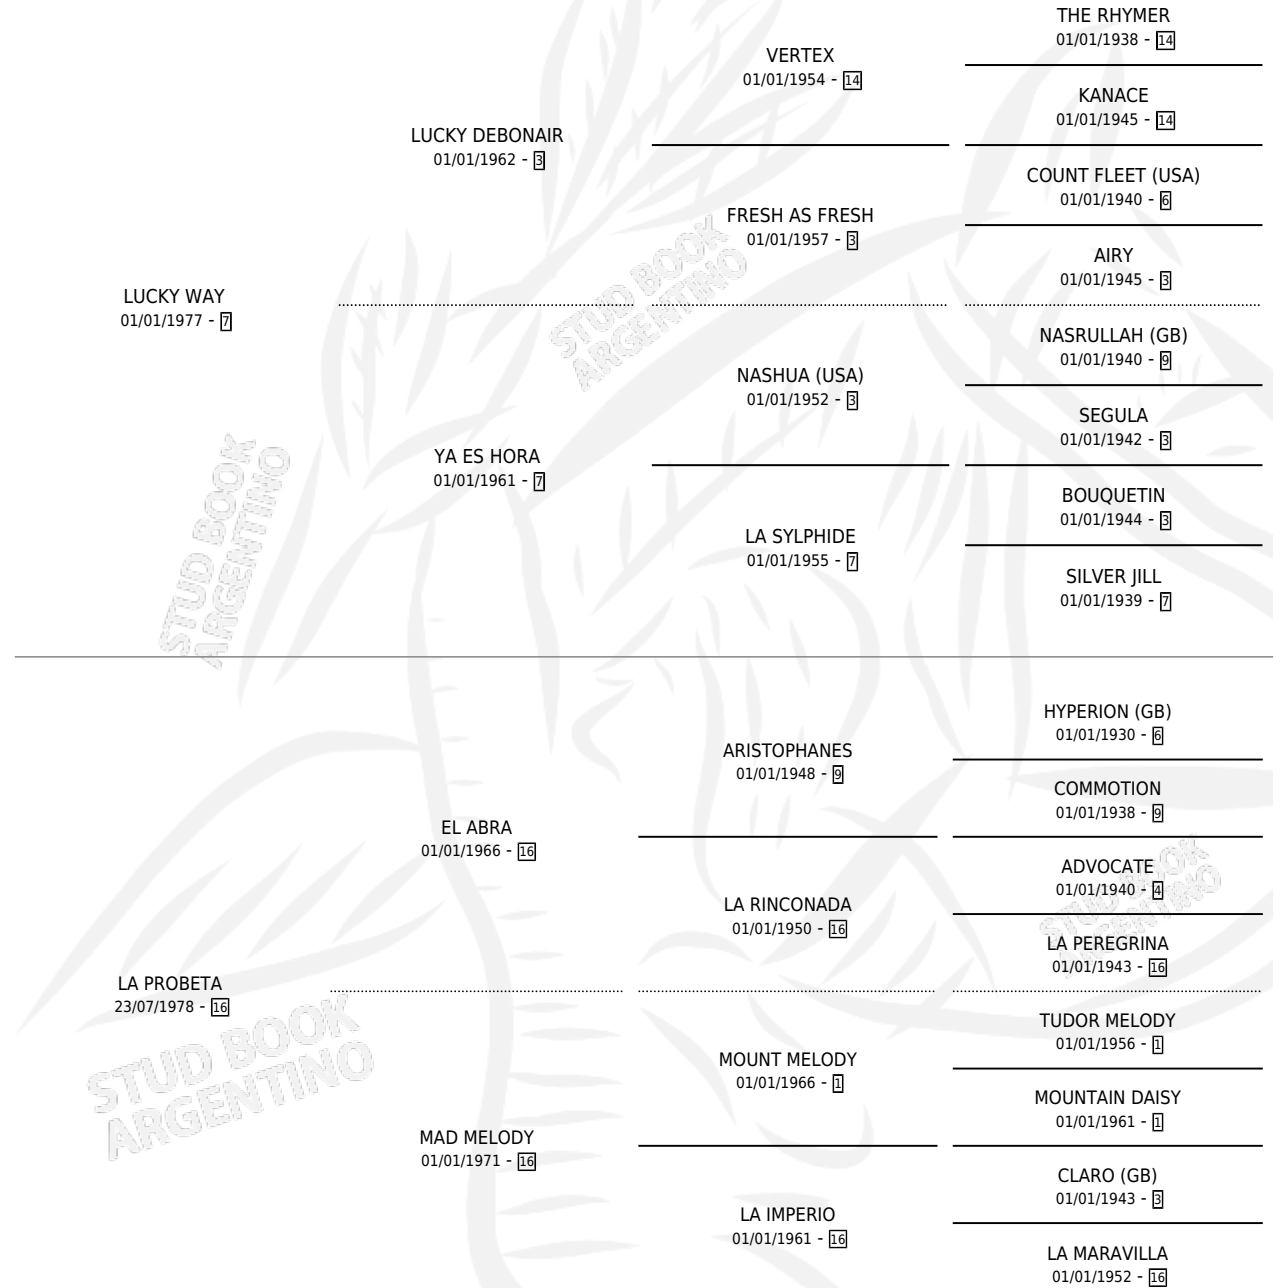 THE RHYMER
01/01/1938 - 14
VERTEX
01/01/1954 - 14
KANACE
01/01/1945 - 14
LUCKY DEBONAIR
01/01/1962 - 3
COUNT FLEET (USA)
01/01/1940 - 6
FRESH AS FRESH
01/01/1957 - 3
AIRY
01/01/1945 - 3
LUCKY WAY
01/01/1977 - 7
NASRULLAH (GB)
01/01/1940 - 9
NASHUA (USA)
01/01/1952 - 3
SEGULA
01/01/1942 - 3
YA ES HORA
01/01/1961 - 7
BOUQUETIN
01/01/1944 - 3
LA SYLPHIDE
01/01/1955 - 7
SILVER JILL
01/01/1939 - 7
HYPERION (GB)
01/01/1930 - 6
ARISTOPHANES
01/01/1948 - 9
COMMOTION
01/01/1938 - 9
EL ABRA
01/01/1966 - 16
ADVOCATE
01/01/1940 - 4
LA RINCONADA
01/01/1950 - 16
LA PEREGRINA
01/01/1943 - 16
LA PROBETA
23/07/1978 - 16
TUDOR MELODY
01/01/1956 - 1
MOUNT MELODY
01/01/1966 - 1
MOUNTAIN DAISY
01/01/1961 - 1
MAD MELODY
01/01/1971 - 16
CLARO (GB)
01/01/1943 - 3
LA IMPERIO
01/01/1961 - 16
LA MARAVILLA
01/01/1952 - 16
STUD BOOK
ARGENTINO
STUD BOOK
ARGENTINO
STUD BOOK
ARGENTINO
STUD BOOK
ARGENTINO